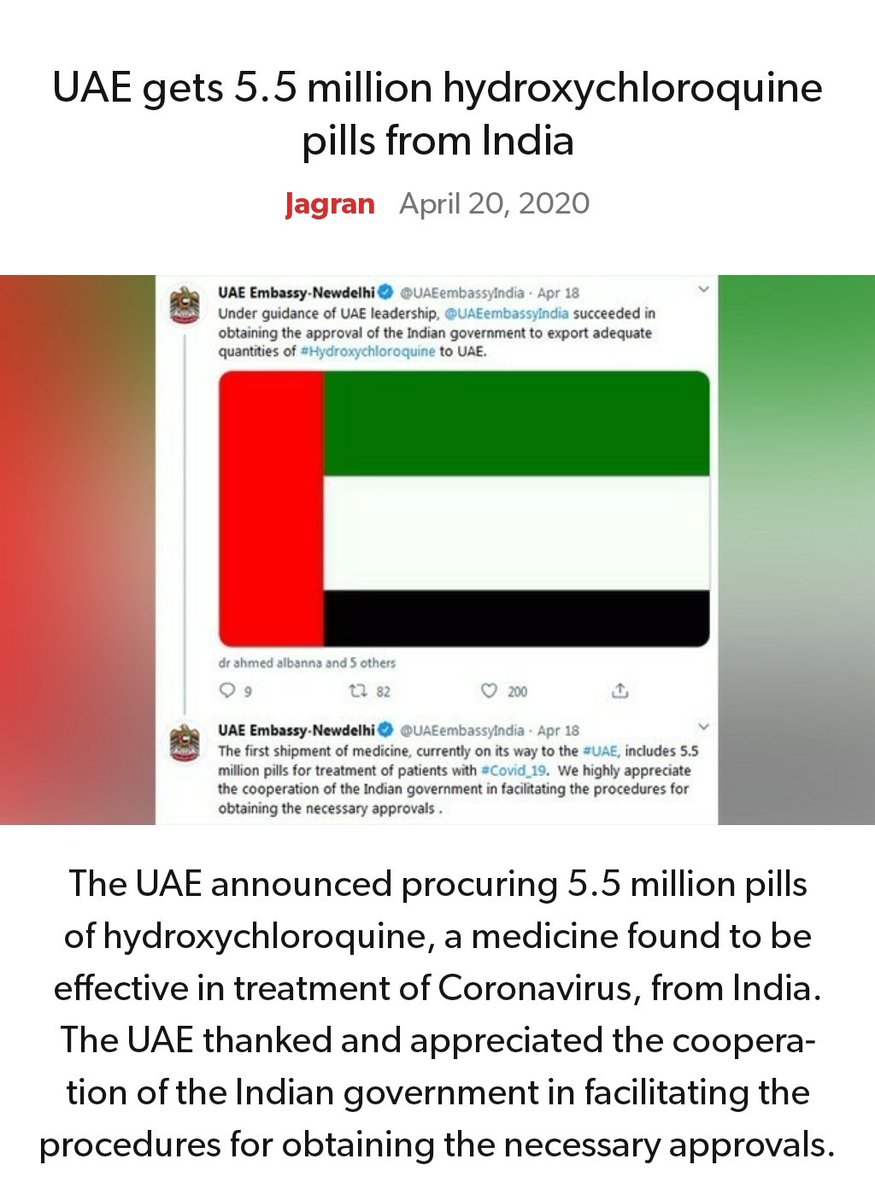 UAE gets 5.5 million hydroxychloroquine
pills from India
Jagran April 20, 2020
UAE Embassy-Newdelhi @UAEembassyIndia · Apr 18
Under guidance of UAE leadership, @UAEembassyIndia succeeded in
obtaining the approval of the Indian government to export adequate
quantities of #Hydroxychloroquine to UAE.
dr ahmed albanna and 5 others
9 82 200
UAE Embassy-Newdelhi @UAEembassyIndia · Apr 18
The first shipment of medicine, currently on its way to the #UAE, includes 5.5
million pills for treatment of patients with #Covid_19. We highly appreciate
the cooperation of the Indian government in facilitating the procedures for
obtaining the necessary approvals .
The UAE announced procuring 5.5 million pills
of hydroxychloroquine, a medicine found to be
effective in treatment of Coronavirus, from India.
The UAE thanked and appreciated the coopera-
tion of the Indian government in facilitating the
procedures for obtaining the necessary approvals.